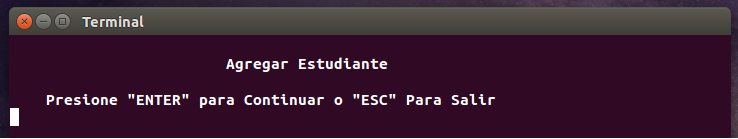 Terminal
Agregar Estudiante
Presione "ENTER" para Continuar o "ESC" Para Salir